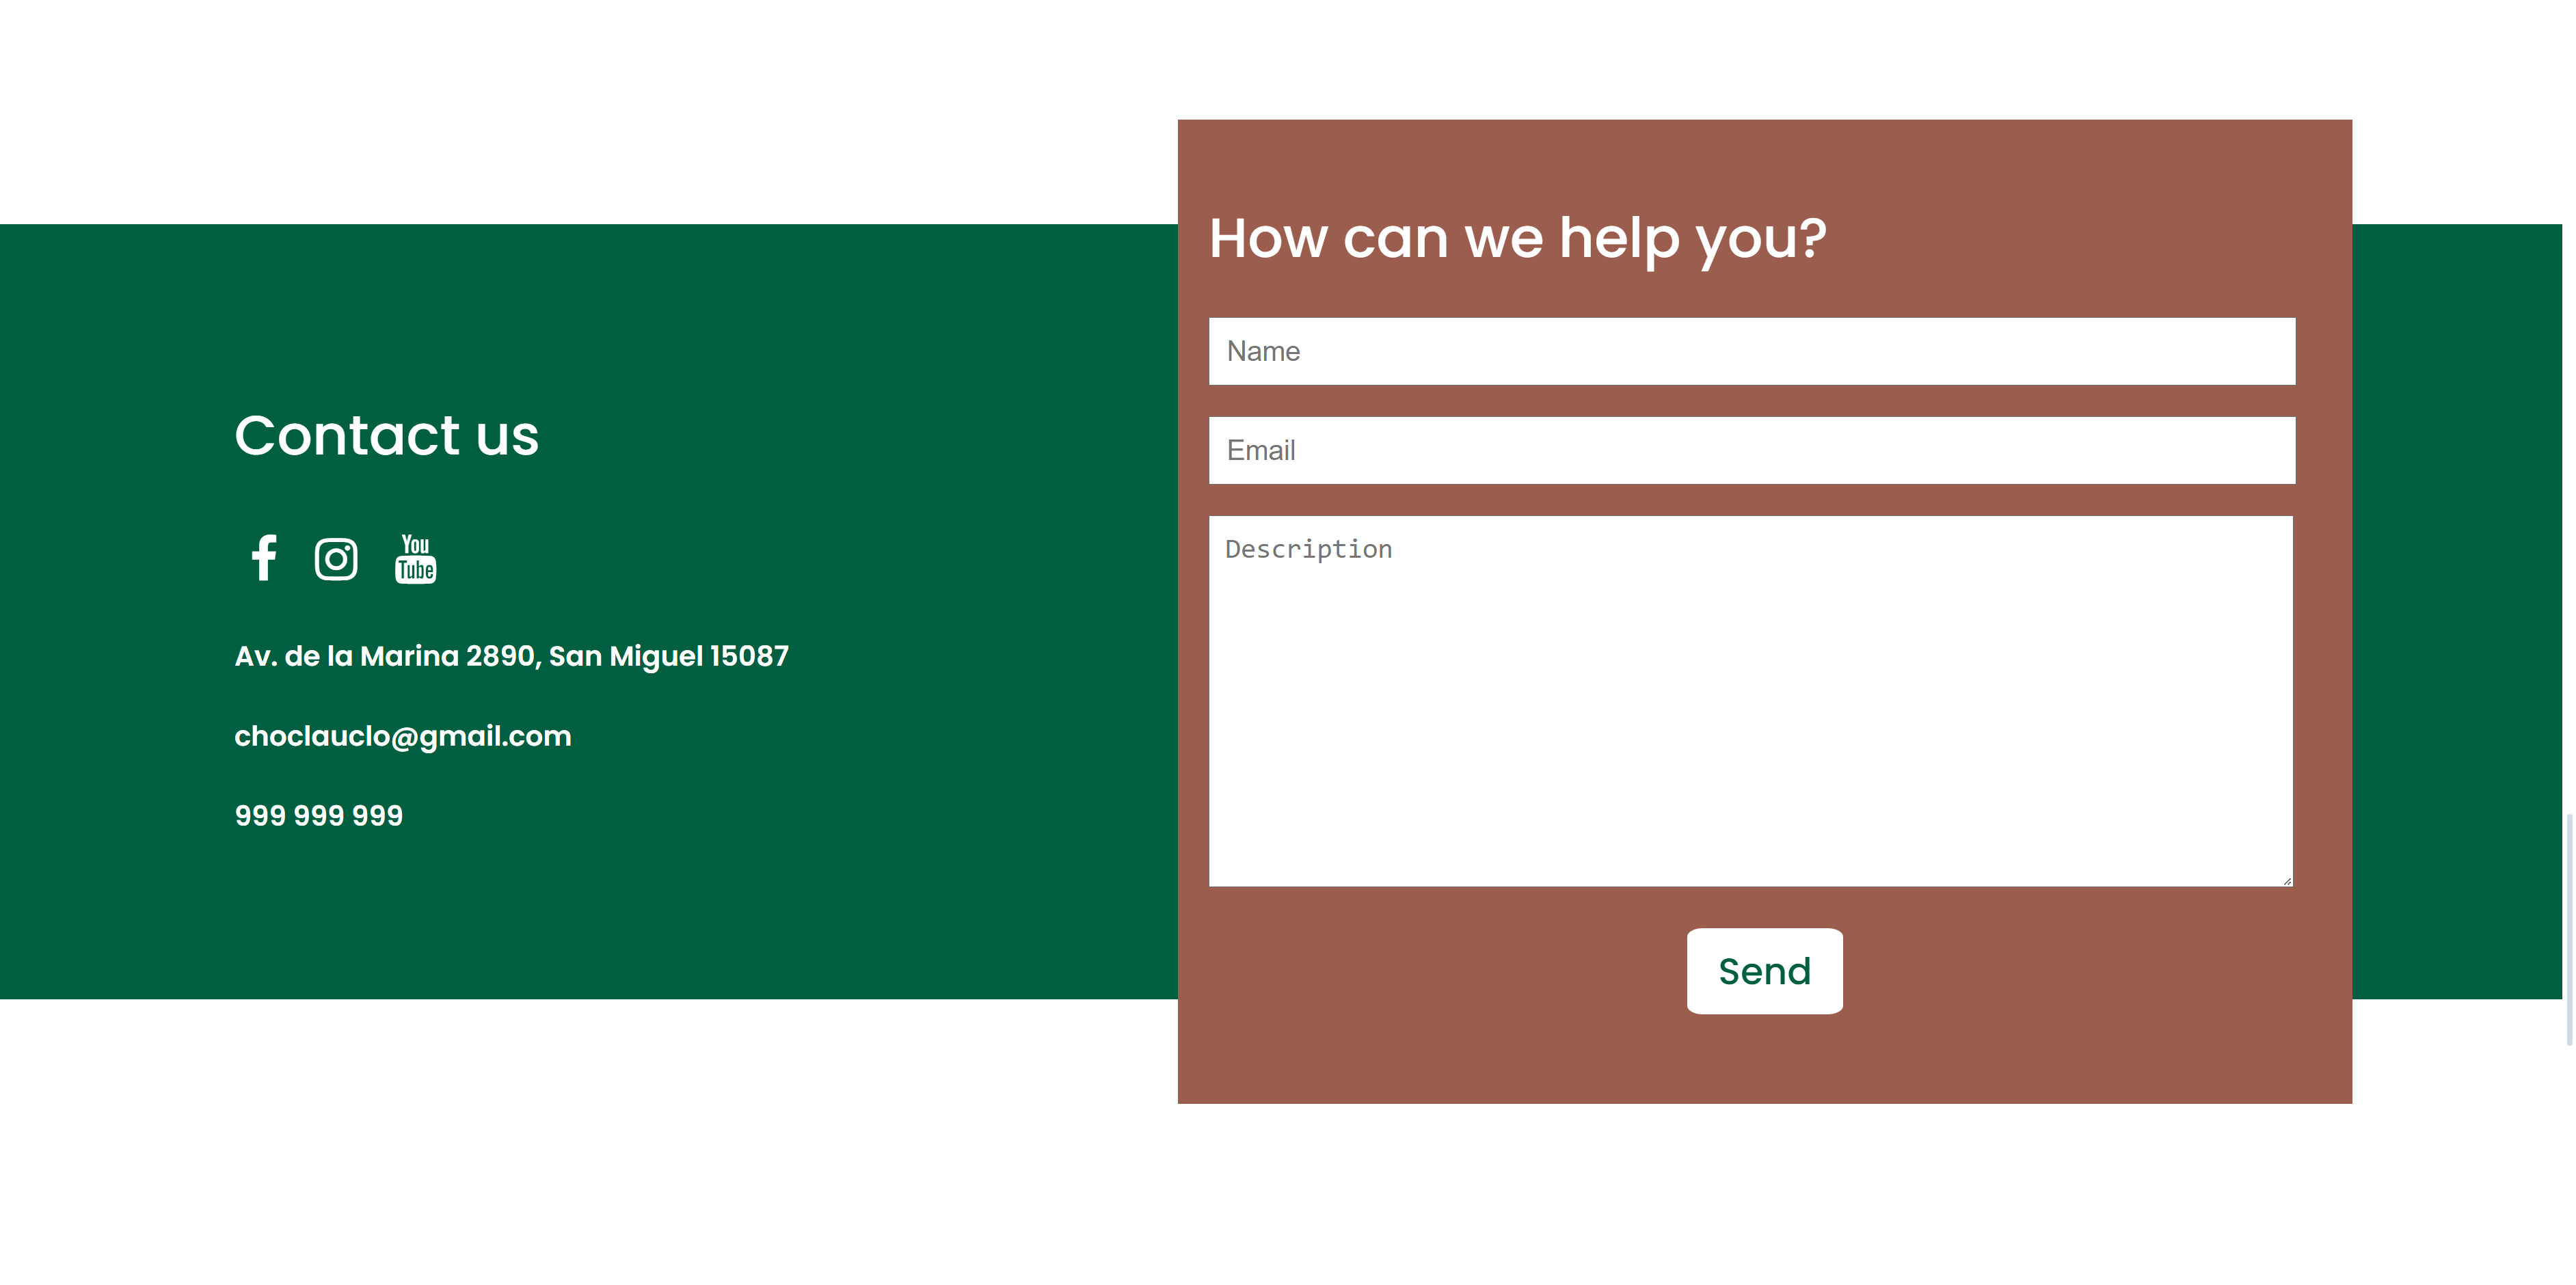 Contact us
You
Tube
Av. de la Marina 2890, San Miguel 15087
choclauclo@gmail.com
999 999 999
How can we help you?
Name
Email
Description
Send